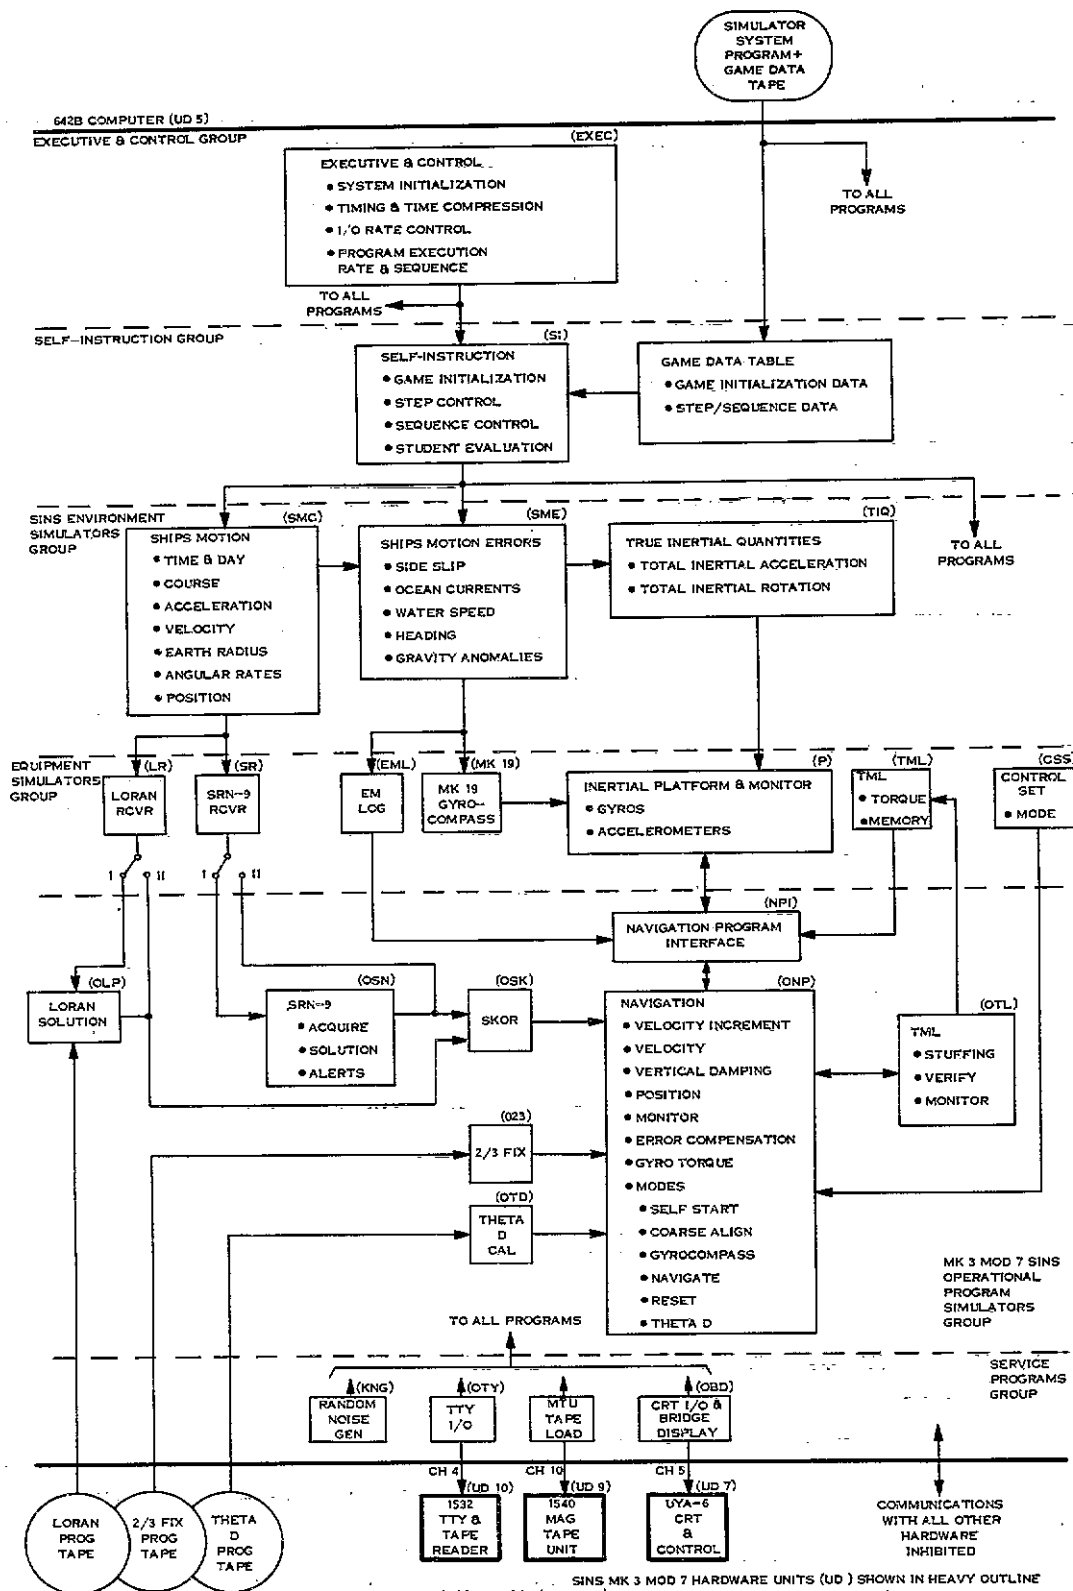 SIMULATOR
SYSTEM
PROGRAM+
GAME DATA
TAPE
642B COMPUTER (UD 5)
EXECUTIVE & CONTROL GROUP
(EXEC)
EXECUTIVE & CONTROL
• SYSTEM INITIALIZATION
• TIMING & TIME COMPRESSION
• I/O RATE CONTROL
• PROGRAM EXECUTION
RATE & SEQUENCE
TO ALL
PROGRAMS
TO ALL
PROGRAMS
SELF-INSTRUCTION GROUP
(SI)
SELF-INSTRUCTION
• GAME INITIALIZATION
• STEP CONTROL
• SEQUENCE CONTROL
• STUDENT EVALUATION
GAME DATA TABLE
• GAME INITIALIZATION DATA
• STEP/SEQUENCE DATA
SINS ENVIRONMENT
SIMULATORS
GROUP
(SMC)
SHIPS MOTION
• TIME & DAY
• COURSE
• ACCELERATION
• VELOCITY
• EARTH RADIUS
• ANGULAR RATES
• POSITION
(SME)
SHIPS MOTION ERRORS
• SIDE SLIP
• OCEAN CURRENTS
• WATER SPEED
• HEADING
• GRAVITY ANOMALIES
(TIQ)
TRUE INERTIAL QUANTITIES
• TOTAL INERTIAL ACCELERATION
• TOTAL INERTIAL ROTATION
TO ALL
PROGRAMS
EQUIPMENT
SIMULATORS
GROUP
(LR)
LORAN
RCVR
(SR)
SRN-9
RCVR
(EML)
EM
LOG
(MK 19)
MK 19
GYRO-
COMPASS
(P)
INERTIAL PLATFORM & MONITOR
• GYROS
• ACCELEROMETERS
(TML)
TML
• TORQUE
• MEMORY
(CSS)
CONTROL
SET
• MODE
I II
I II
(NPI)
NAVIGATION PROGRAM
INTERFACE
(OLP)
LORAN
SOLUTION
(OSN)
SRN-9
• ACQUIRE
• SOLUTION
• ALERTS
(OSK)
SKOR
(ONP)
NAVIGATION
• VELOCITY INCREMENT
• VELOCITY
• VERTICAL DAMPING
• POSITION
• MONITOR
• ERROR COMPENSATION
• GYRO TORQUE
• MODES
• SELF START
• COARSE ALIGN
• GYROCOMPASS
• NAVIGATE
• RESET
• THETA D
(OTL)
TML
• STUFFING
• VERIFY
• MONITOR
(O23)
2/3 FIX
(OTD)
THETA
D
CAL
MK 3 MOD 7 SINS
OPERATIONAL
PROGRAM
SIMULATORS
GROUP
TO ALL PROGRAMS
SERVICE
PROGRAMS
GROUP
(KNG)
RANDOM
NOISE
GEN
(OTY)
TTY
I/O
MTU
TAPE
LOAD
(OBD)
CRT I/O &
BRIDGE
DISPLAY
CH 4
CH 10
CH 5
(UD 10)
1532
TTY &
TAPE
READER
(UD 9)
1540
MAG
TAPE
UNIT
(UD 7)
UYA-6
CRT
&
CONTROL
LORAN
PROG
TAPE
2/3 FIX
PROG
TAPE
THETA
D
PROG
TAPE
COMMUNICATIONS
WITH ALL OTHER
HARDWARE
INHIBITED
SINS MK 3 MOD 7 HARDWARE UNITS (UD ) SHOWN IN HEAVY OUTLINE